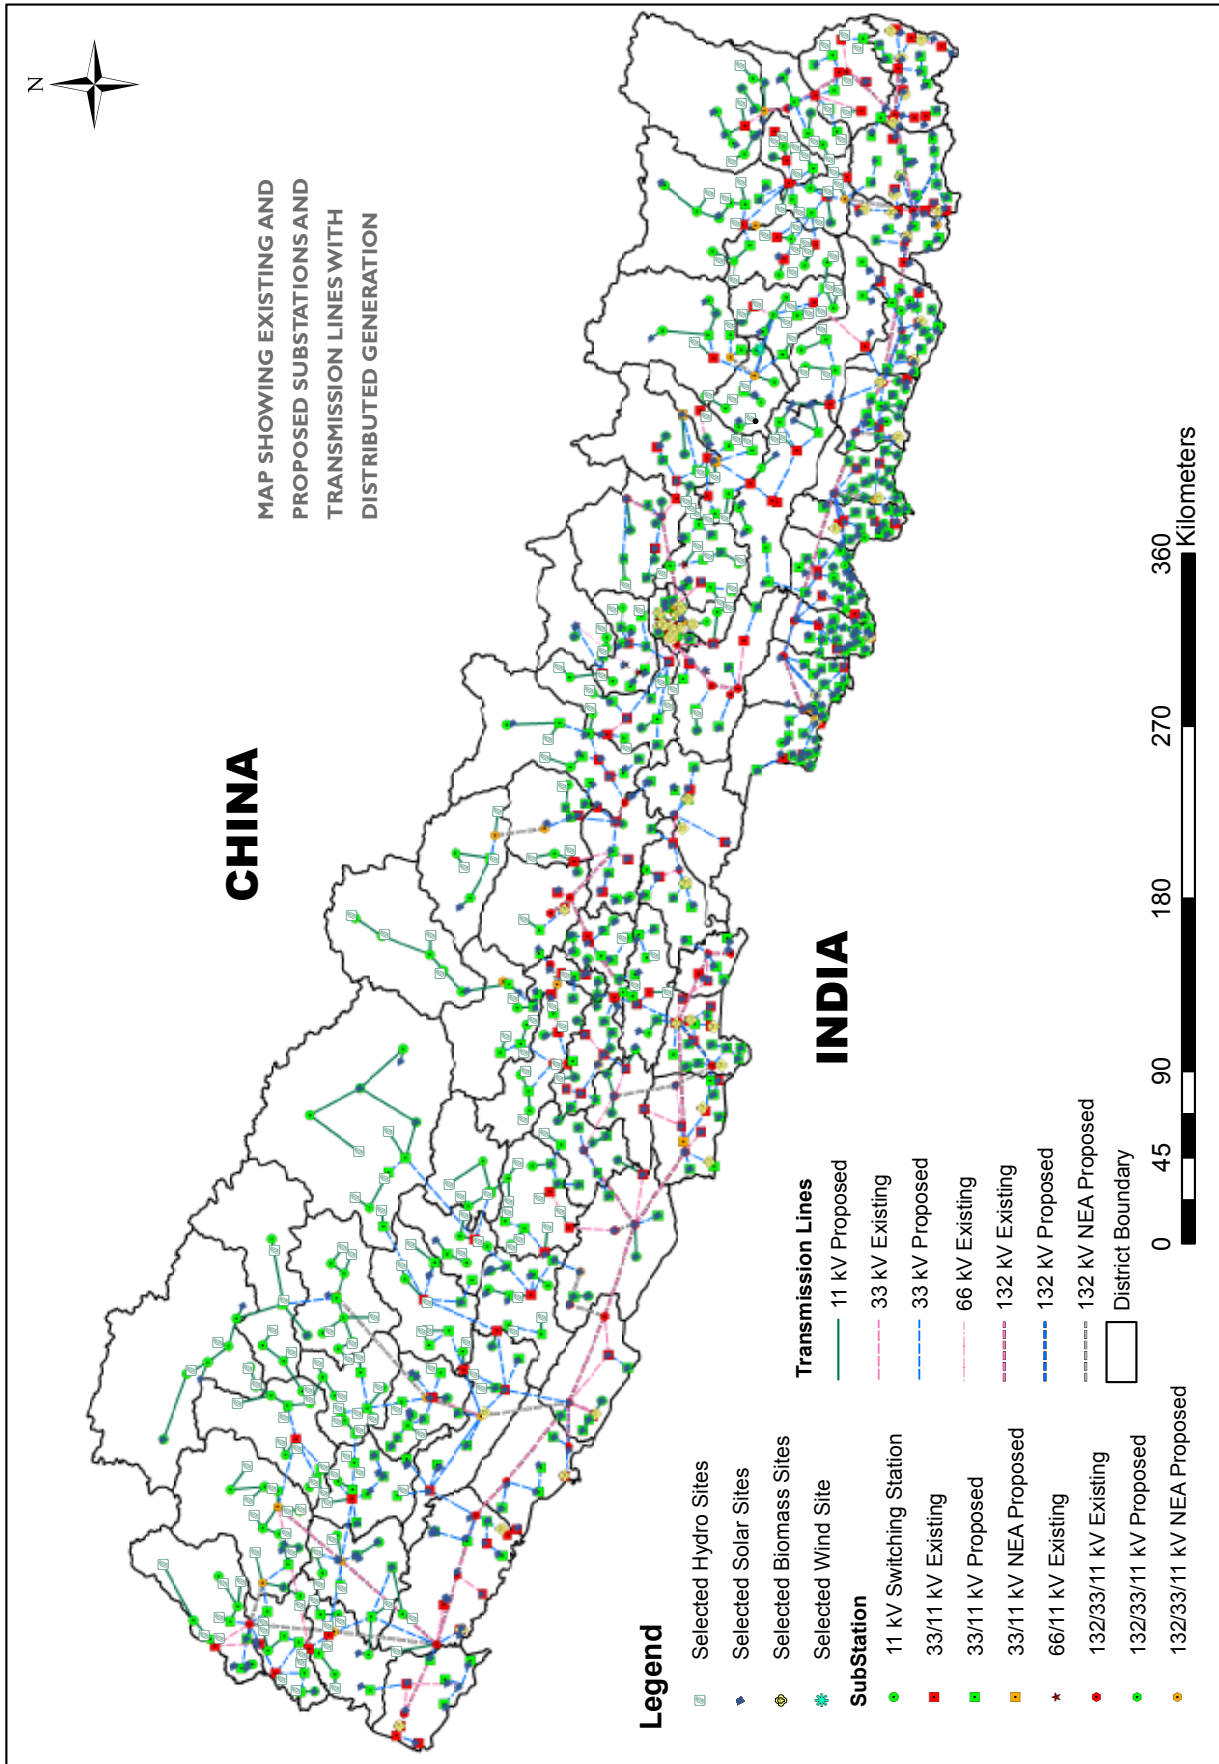 N
MAP SHOWING EXISTING AND
PROPOSED SUBSTATIONS AND
TRANSMISSION LINES WITH
DISTRIBUTED GENERATION
CHINA
INDIA
Legend
Selected Hydro Sites
Selected Solar Sites
Selected Biomass Sites
Selected Wind Site
SubStation
11 kV Switching Station
33/11 kV Existing
33/11 kV Proposed
33/11 kV NEA Proposed
66/11 kV Existing
132/33/11 kV Existing
132/33/11 kV Proposed
132/33/11 kV NEA Proposed
Transmission Lines
11 kV Proposed
33 kV Existing
33 kV Proposed
66 kV Existing
132 kV Existing
132 kV Proposed
132 kV NEA Proposed
District Boundary
0 45 90 180 270 360
Kilometers